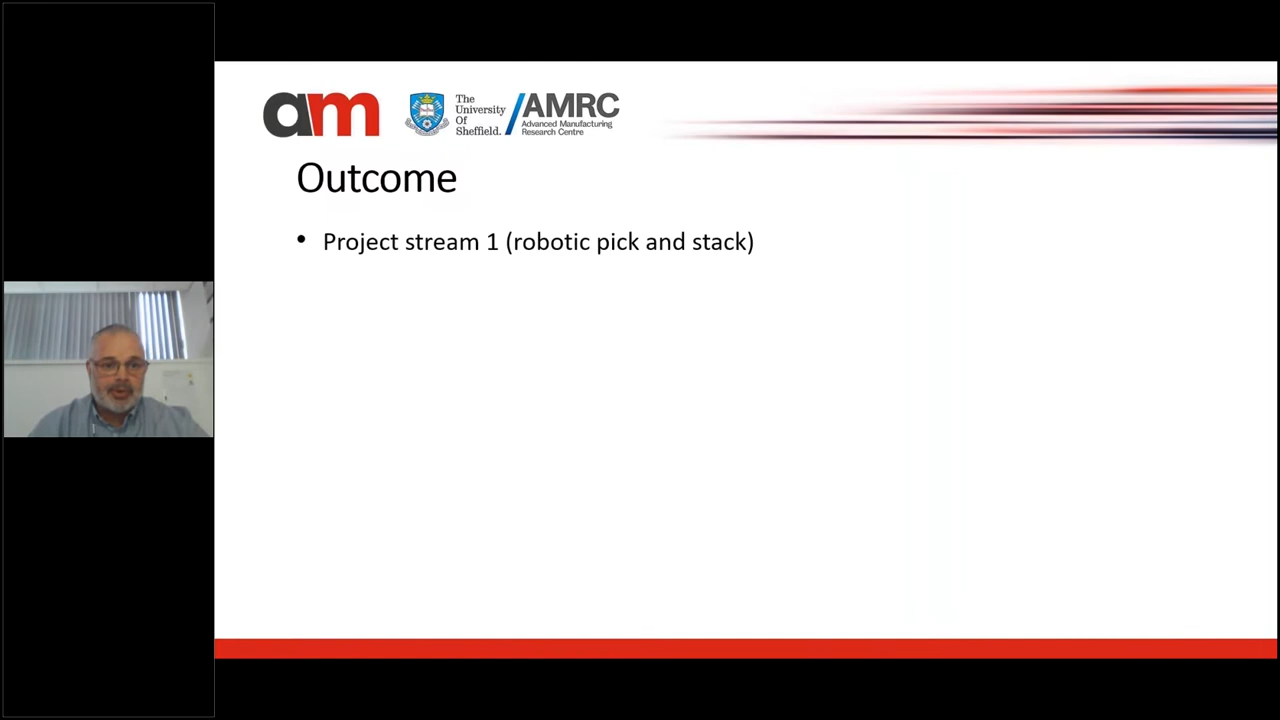 am
The
University
Of
Sheffield.
AMRC
Advanced Manufacturing
Research Centre
Outcome
• Project stream 1 (robotic pick and stack)